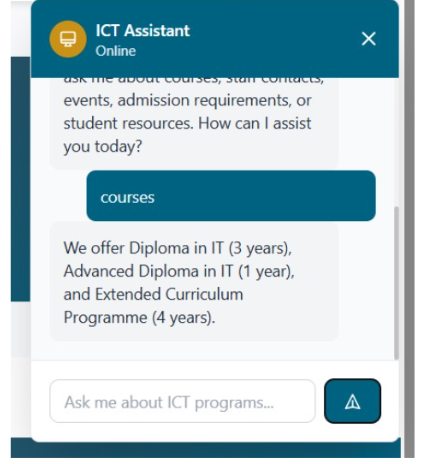 ICT Assistant
Online
ask me about courses, staff contacts,
events, admission requirements, or
student resources. How can I assist
you today?
courses
We offer Diploma in IT (3 years),
Advanced Diploma in IT (1 year),
and Extended Curriculum
Programme (4 years).
Ask me about ICT programs...